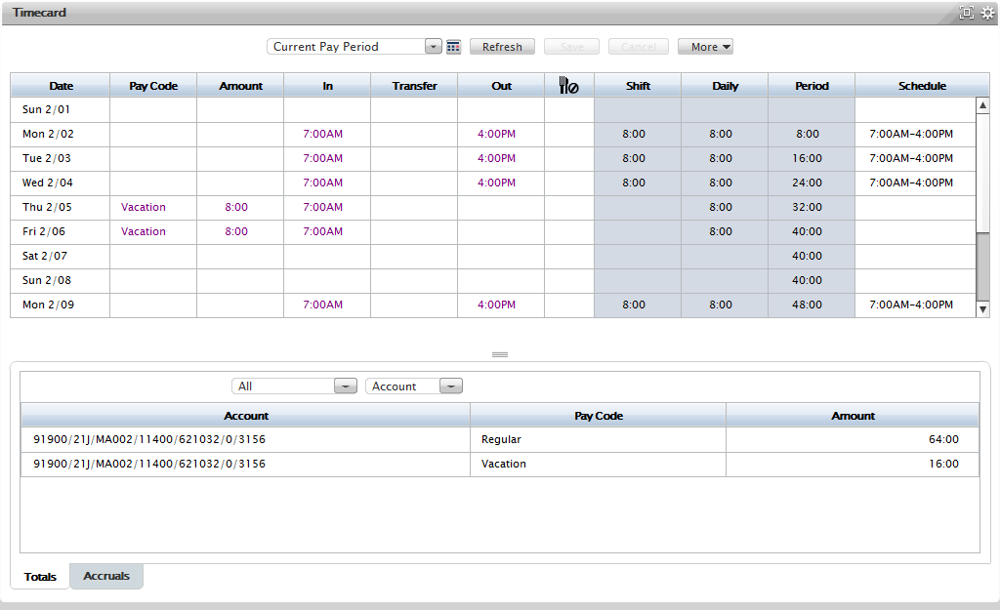 Timecard
Current Pay Period Refresh Save Cancel More
Date Pay Code Amount In Transfer Out Shift Daily Period Schedule
Sun 2/01
Mon 2/02 7:00AM 4:00PM 8:00 8:00 8:00 7:00AM-4:00PM
Tue 2/03 7:00AM 4:00PM 8:00 8:00 16:00 7:00AM-4:00PM
Wed 2/04 7:00AM 4:00PM 8:00 8:00 24:00 7:00AM-4:00PM
Thu 2/05 Vacation 8:00 7:00AM 8:00 32:00
Fri 2/06 Vacation 8:00 7:00AM 8:00 40:00
Sat 2/07 40:00
Sun 2/08 40:00
Mon 2/09 7:00AM 4:00PM 8:00 8:00 48:00 7:00AM-4:00PM
All Account
Account Pay Code Amount
91900/21J/MA002/11400/621032/0/3156 Regular 64:00
91900/21J/MA002/11400/621032/0/3156 Vacation 16:00
Totals Accruals